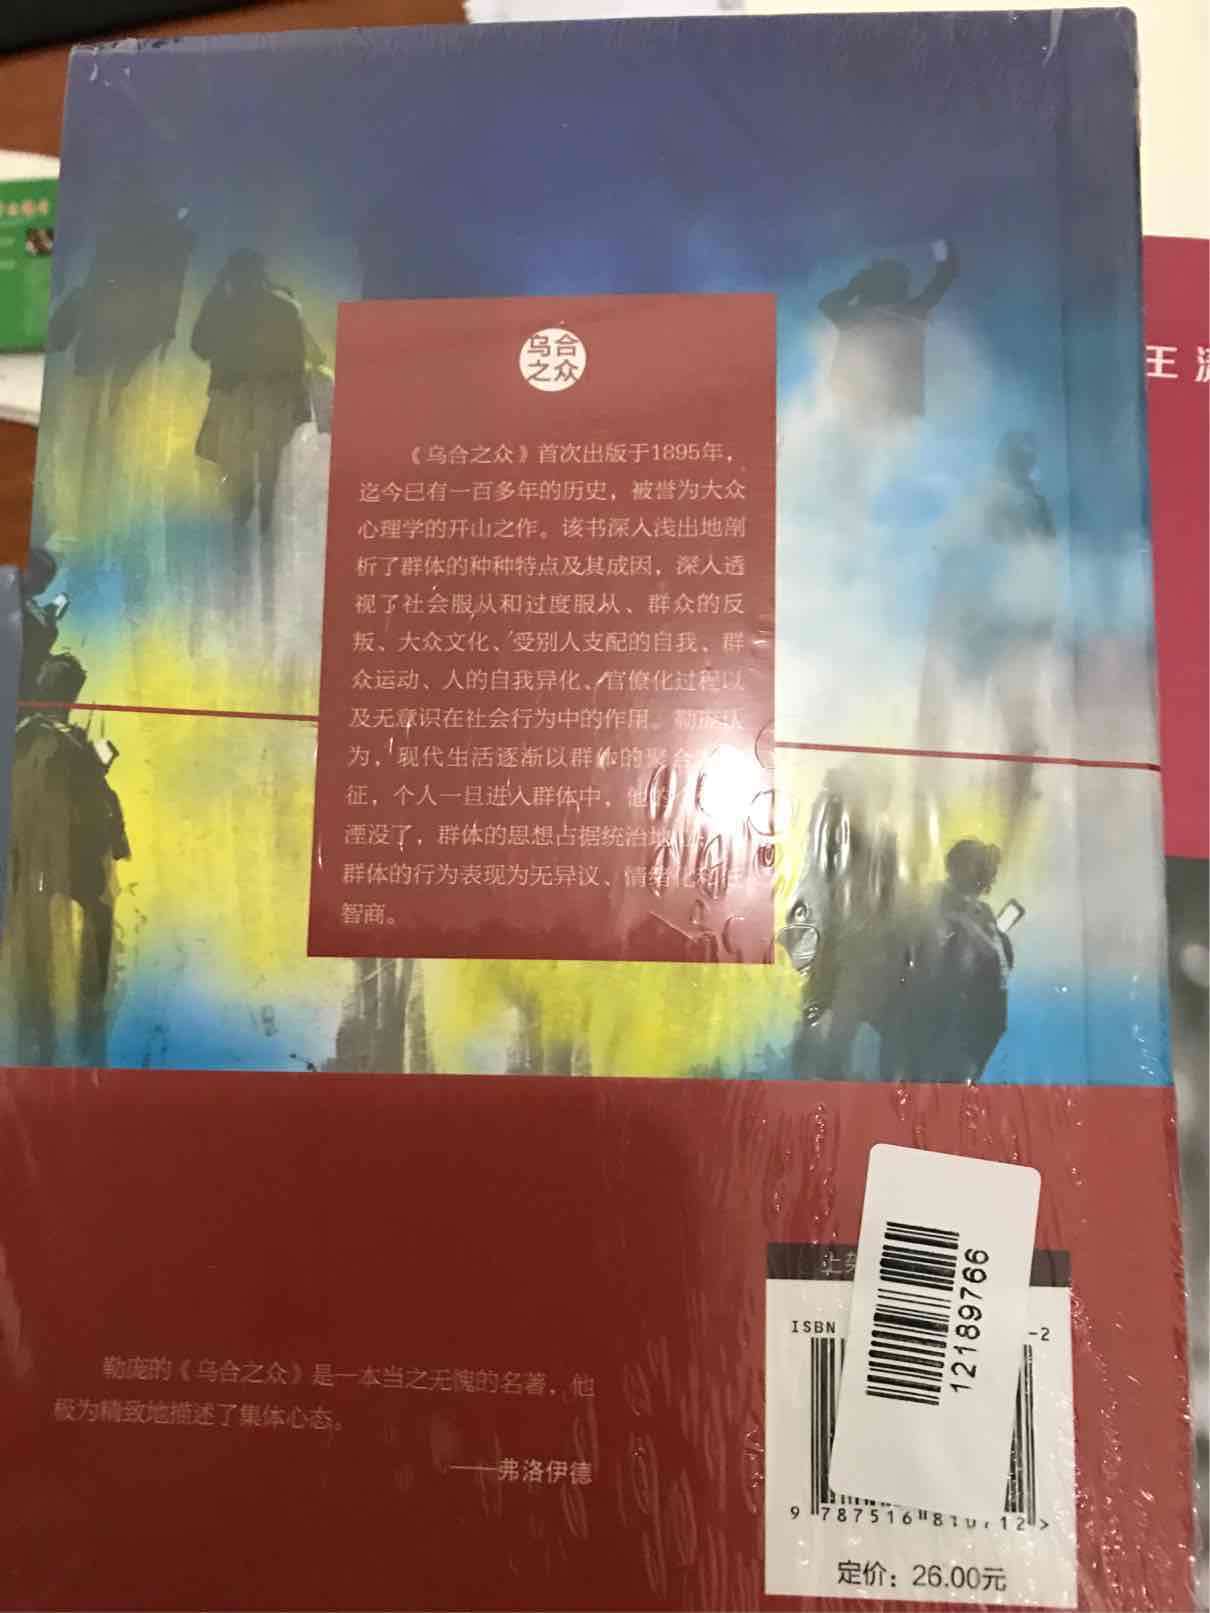 乌合
之众
《乌合之众》首次出版于1895年，
迄今已有一百多年的历史，被誉为大众
心理学的开山之作。该书深入浅出地剖
析了群体的种种特点及其成因，深入透
视了社会服从和过度服从、群众的反
叛、大众文化、受别人支配的自我、群
众运动、人的自我异化、官僚化过程以
及无意识在社会行为中的作用。勒庞认
为，现代生活逐渐以群体的聚合
征，个人一旦进入群体中，他的
湮没了，群体的思想占据统治地
群体的行为表现为无异议、情绪化和
智商。
王
上架
ISBN
-2
12189766
9 787516 810712 >
定价：26.00元
勒庞的《乌合之众》是一本当之无愧的名著，他
极为精致地描述了集体心态。
——弗洛伊德